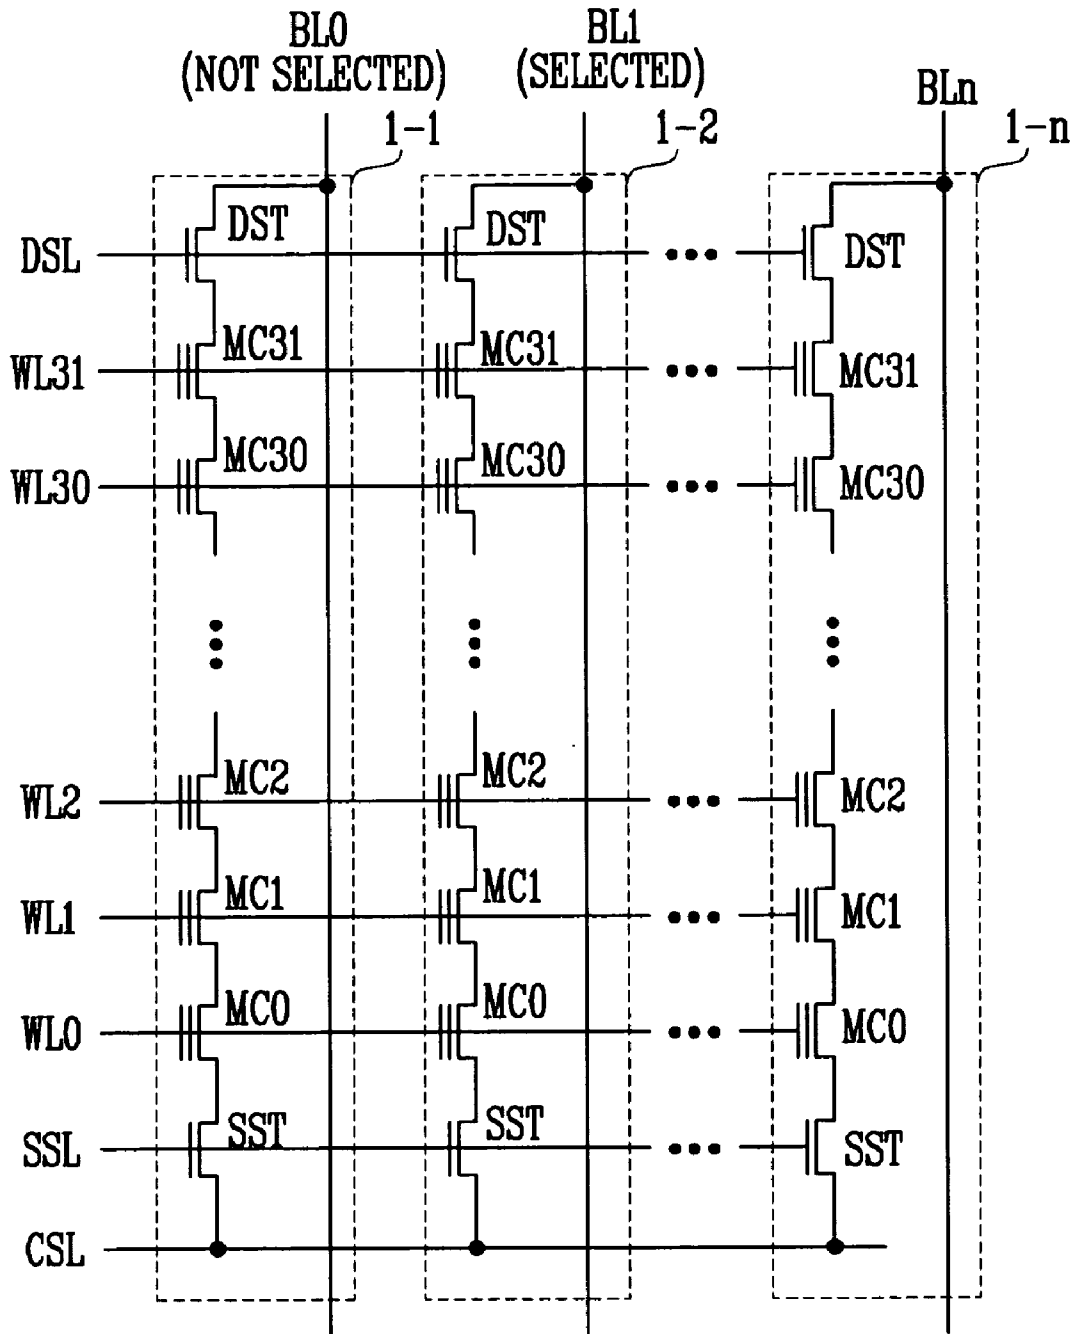 BL0
(NOT SELECTED)
BL1
(SELECTED)
BLn
1-1
1-2
1-n
DSL
DST
DST
DST
WL31
MC31
MC31
MC31
WL30
MC30
MC30
MC30
WL2
MC2
MC2
MC2
WL1
MC1
MC1
MC1
WL0
MC0
MC0
MC0
SSL
SST
SST
SST
CSL